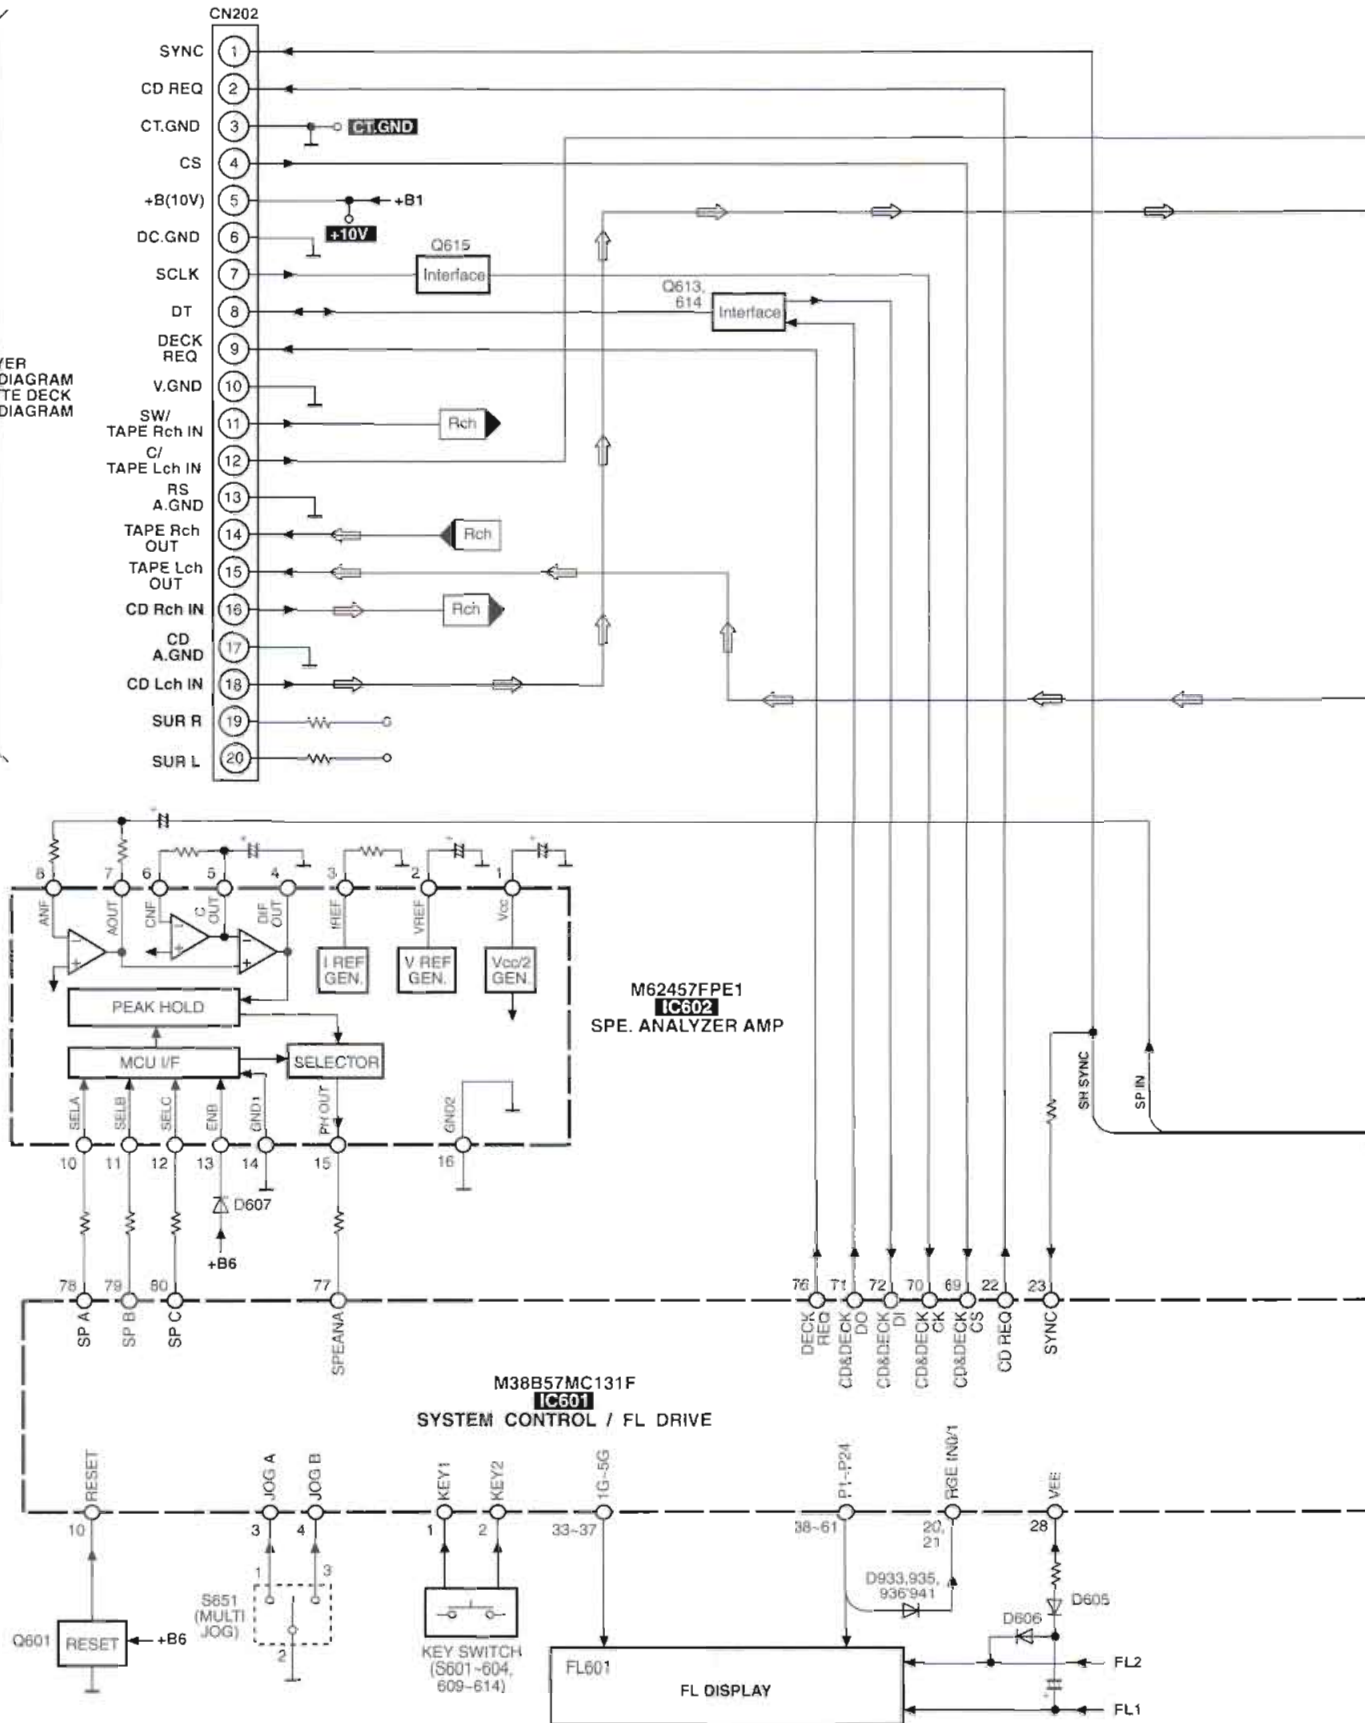 CN202
SYNC 1
CD REQ 2
CT.GND 3 CT.GND
CS 4
+B(10V) 5 +B1
+10V
DC.GND 6
Q615
SCLK 7 Interface
Q613,
614
DT 8 Interface
DECK
REQ 9
YER
DIAGRAM
TE DECK
DIAGRAM
V.GND 10
SW/
TAPE Rch IN 11 Rch
C/
TAPE Lch IN 12
RS
A.GND 13
TAPE Rch
OUT 14 Rch
TAPE Lch
OUT 15
CD Rch IN 16 Rch
CD
A.GND 17
CD Lch IN 18
SUR R 19
SUR L 20
8 7 6 5 4 3 2 1
ANF AOUT CNF C OUT DIF OUT IREF VREF Vcc
I REF
GEN.
V REF
GEN.
Vcc/2
GEN.
PEAK HOLD
MCU I/F SELECTOR
M62457FPE1
IC602
SPE. ANALYZER AMP
SELA SELB SELC ENB GND1 PH OUT GND2
10 11 12 13 14 15 16
D607
+B6
SH SYNC SP IN
78 79 80 77 76 71 72 70 69 22 23
SP A SP B SP C SPEANA
DECK REQ
CD&DECK DO
CD&DECK DI
CD&DECK CK
CD&DECK CS
CD REQ
SYNC
M38B57MC131F
IC601
SYSTEM CONTROL / FL DRIVE
RESET JOG A JOG B KEY1 KEY2 1G~5G P1~P24 RGE IN0/1 VEE
10 3 4 1 2 33~37 38~61 20,
21 28
1 3
S651
(MULTI
JOG)
2
Q601 RESET +B6
KEY SWITCH
(S601~604,
609~614)
D933,935,
936~941
D605
D606
FL601
FL DISPLAY
FL2
FL1